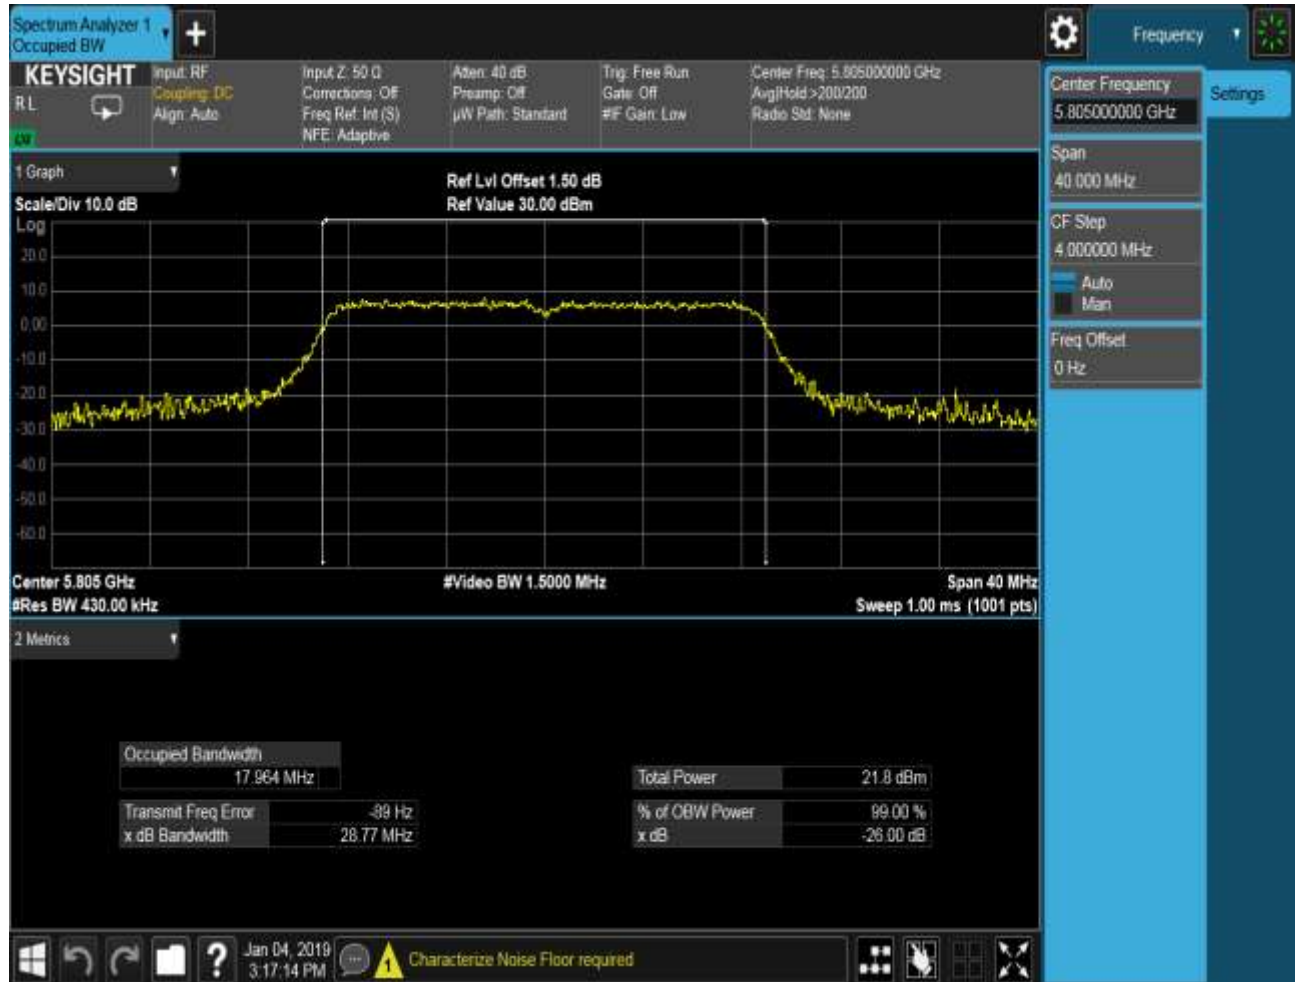 Spectrum Analyzer 1
Occupied BW
+
Frequency
KEYSIGHT
RL
Input: RF
Coupling: DC
Align: Auto
Input Z: 50 Ω
Corrections: Off
Freq Ref: Int (S)
NFE: Adaptive
Atten: 40 dB
Preamp: Off
µW Path: Standard
Trig: Free Run
Gate: Off
#IF Gain: Low
Center Freq: 5.805000000 GHz
Avg|Hold:>200/200
Radio Std: None
Center Frequency
5.805000000 GHz
Settings
Span
40.000 MHz
CF Step
4.000000 MHz
Auto
Man
Freq Offset
0 Hz
1 Graph
Scale/Div 10.0 dB
Ref Lvl Offset 1.50 dB
Ref Value 30.00 dBm
Log
20.0
10.0
0.00
-10.0
-20.0
-30.0
-40.0
-50.0
-60.0
Center 5.805 GHz
#Video BW 1.5000 MHz
Span 40 MHz
#Res BW 430.00 kHz
Sweep 1.00 ms (1001 pts)
2 Metrics
Occupied Bandwidth
17.964 MHz
Total Power 21.8 dBm
Transmit Freq Error -89 Hz
% of OBW Power 99.00 %
x dB Bandwidth 28.77 MHz
x dB -26.00 dB
?
Jan 04, 2019
3:17:14 PM
1
Characterize Noise Floor required